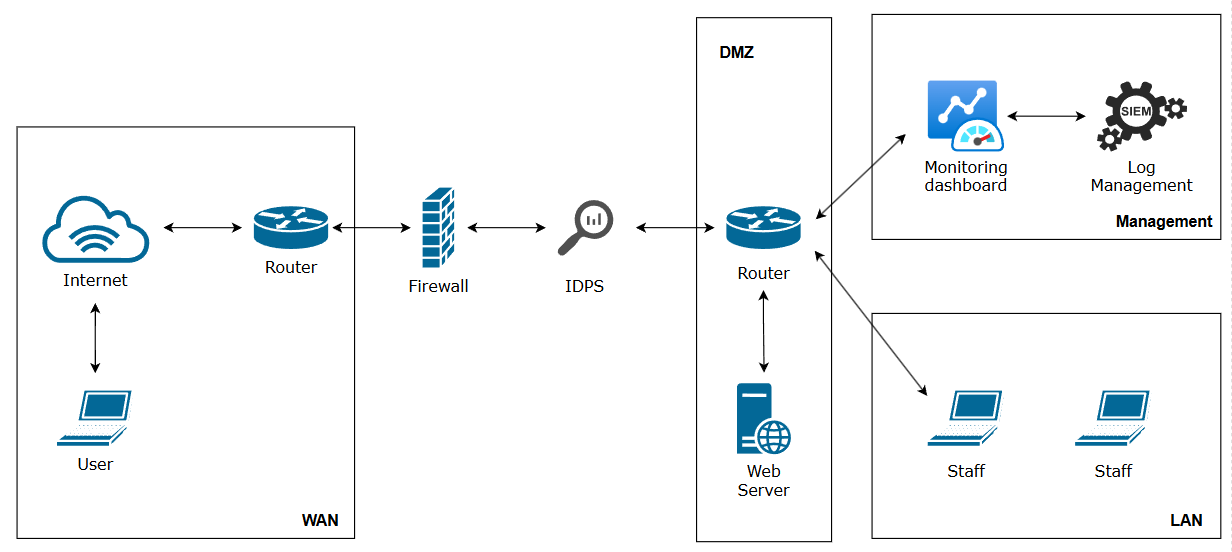 DMZ
SIEM
Monitoring
dashboard
Log
Management
Management
Internet
Router
Firewall
IDPS
Router
User
Web
Server
Staff
Staff
WAN
LAN